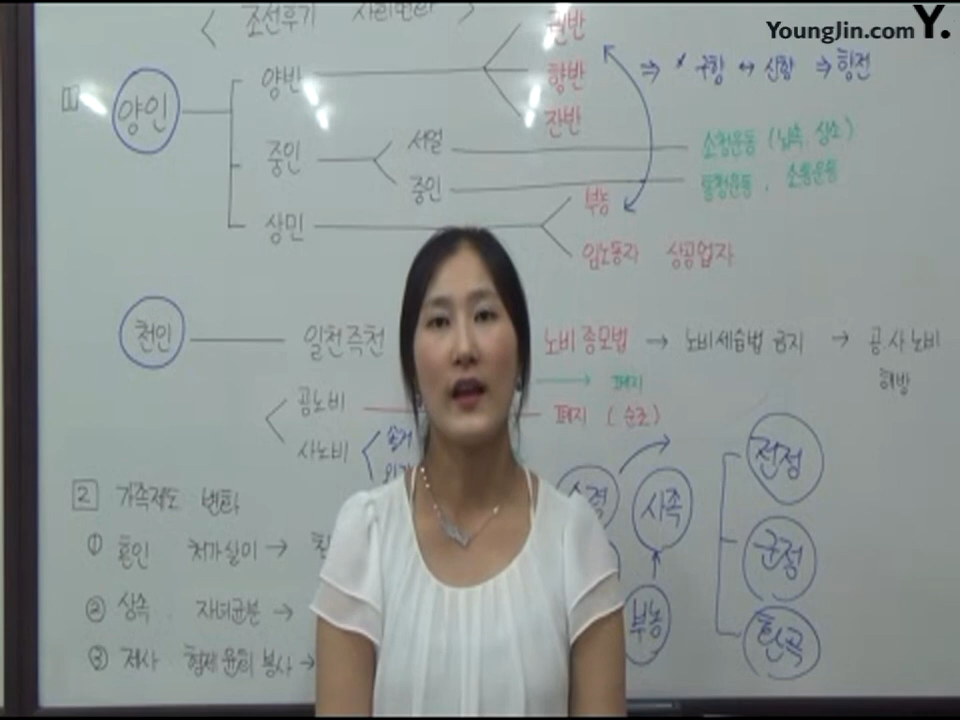 YoungJin.com Y.
< 조선후기 >
향반
잔반
1 양인
양반
⇒ * 구향 ↔ 신향 ⇒ 향전
중인
서얼
중인
소청운동
통청운동, 소청운동
상민
부농
임노동자 상공업자
천인
일천즉천
노비종모법 → 노비세습법 금지 → 공.사노비
해방
→ 폐지
공노비
폐지 (순조)
사노비
솔거
2 가족제도 변화
① 혼인 처가살이 →
② 상속 자녀균분 →
③ 제사 형제 윤회 봉사 →
사족
부농
전정
군정
환곡